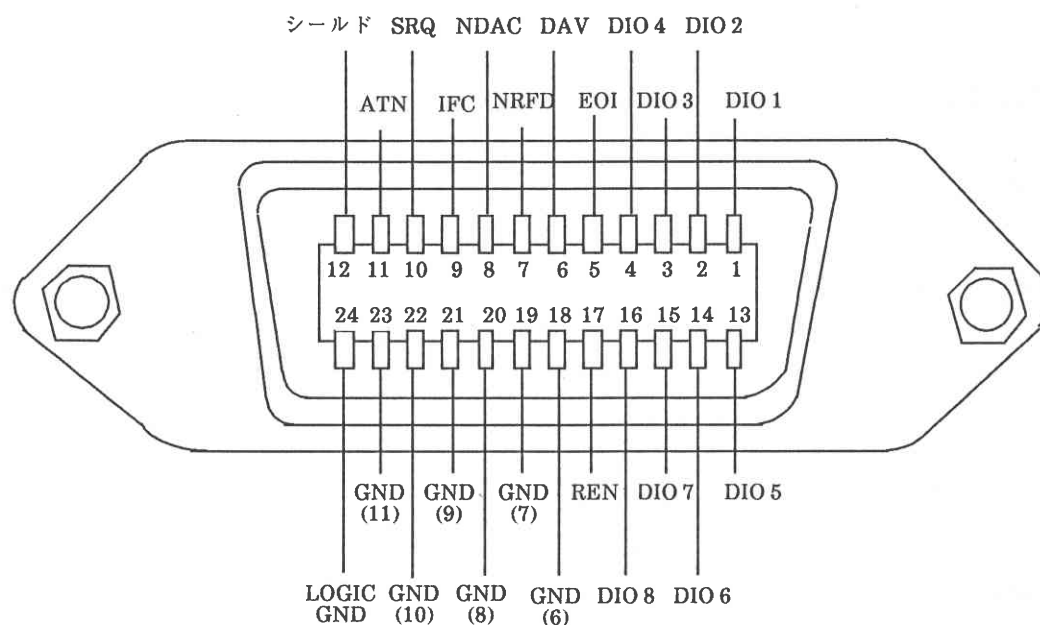 シールド SRQ NDAC DAV DIO 4 DIO 2
ATN IFC NRFD EOI DIO 3 DIO 1
12 11 10 9 8 7 6 5 4 3 2 1
24 23 22 21 20 19 18 17 16 15 14 13
GND (11)
GND (9)
GND (7)
REN DIO 7 DIO 5
LOGIC GND
GND (10)
GND (8)
GND (6)
DIO 8 DIO 6